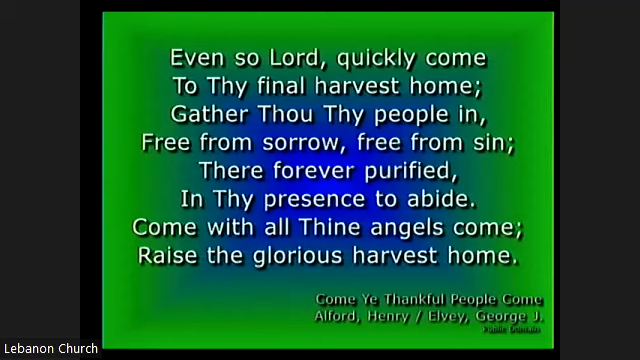 Even so Lord, quickly come
To Thy final harvest home;
Gather Thou Thy people in,
Free from sorrow, free from sin;
There forever purified,
In Thy presence to abide.
Come with all Thine angels come;
Raise the glorious harvest home.
Come Ye Thankful People Come
Alford, Henry / Elvey, George J.
Public Domain
Lebanon Church